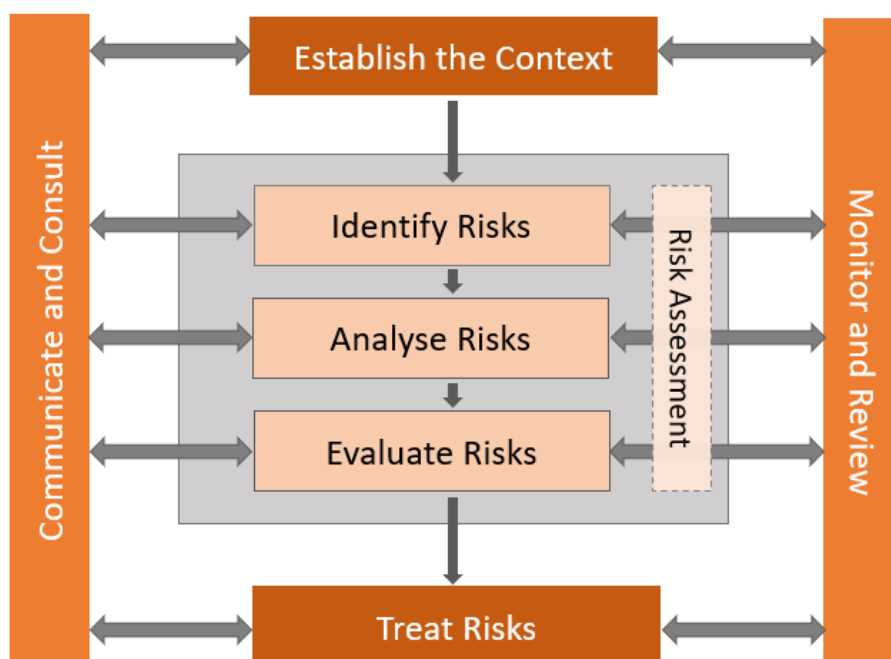 Establish the Context
Communicate and Consult
Identify Risks
Analyse Risks
Evaluate Risks
Risk Assessment
Monitor and Review
Treat Risks